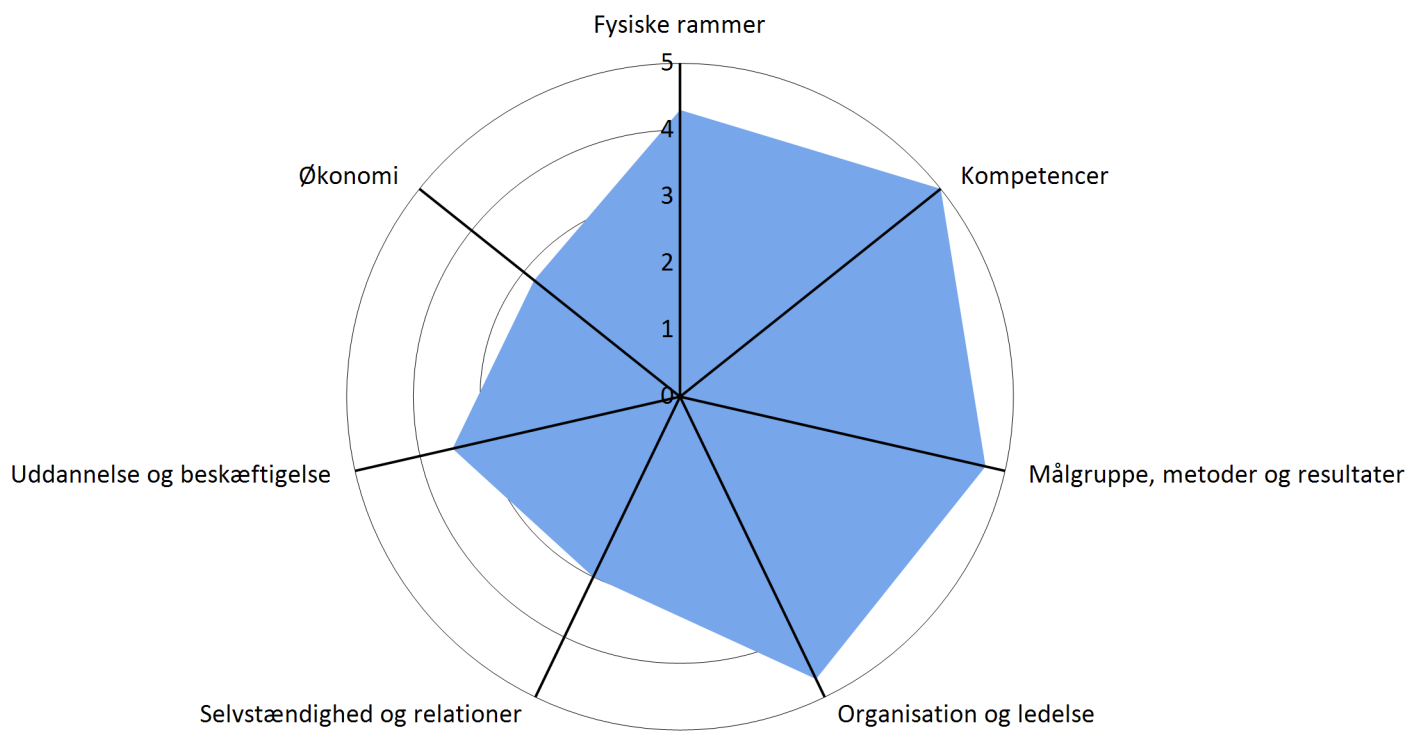 Fysiske rammer
5
4
3
2
1
0
Økonomi
Kompetencer
Uddannelse og beskæftigelse
Målgruppe, metoder og resultater
Selvstændighed og relationer
Organisation og ledelse